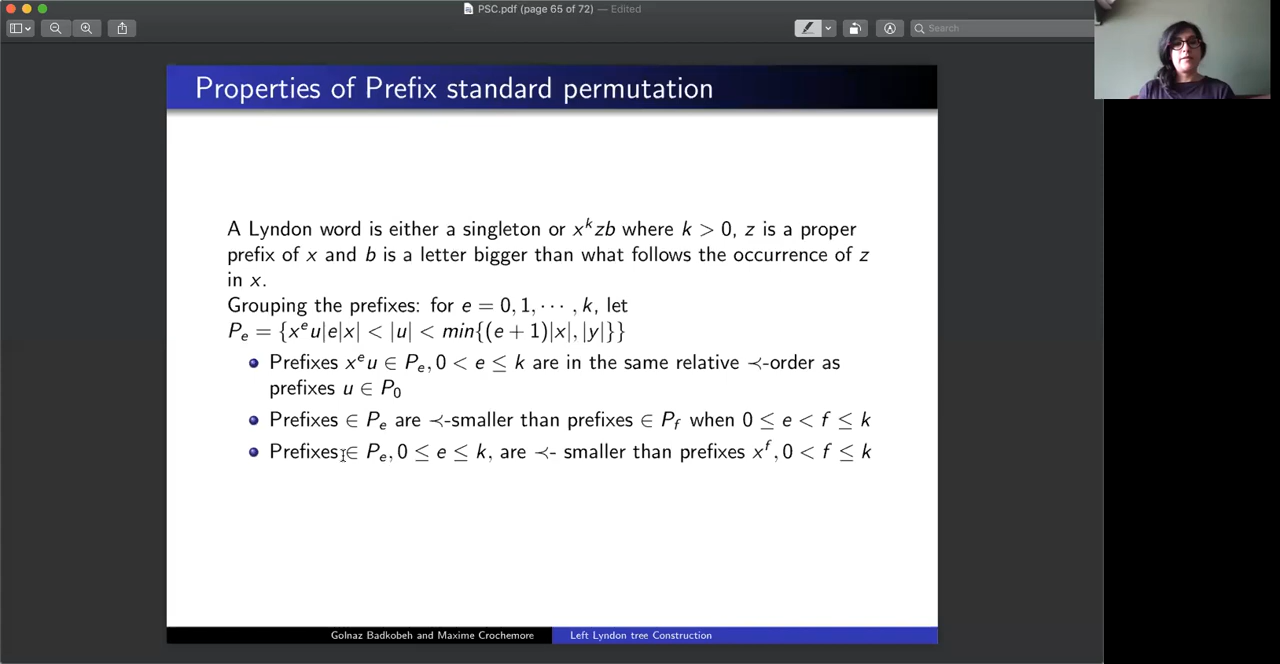 PSC.pdf (page 65 of 72) — Edited
Search
Properties of Prefix standard permutation
A Lyndon word is either a singleton or x^k zb where k > 0, z is a proper
prefix of x and b is a letter bigger than what follows the occurrence of z
in x.
Grouping the prefixes: for e = 0, 1, ⋯ , k, let
P_e = {x^e u|e|x| < |u| < min{(e + 1)|x|, |y|}}
Prefixes x^e u ∈ P_e, 0 < e ≤ k are in the same relative ≺-order as
prefixes u ∈ P_0
Prefixes ∈ P_e are ≺-smaller than prefixes ∈ P_f when 0 ≤ e < f ≤ k
Prefixes ∈ P_e, 0 ≤ e ≤ k, are ≺- smaller than prefixes x^f, 0 < f ≤ k
Golnaz Badkobeh and Maxime Crochemore
Left Lyndon tree Construction